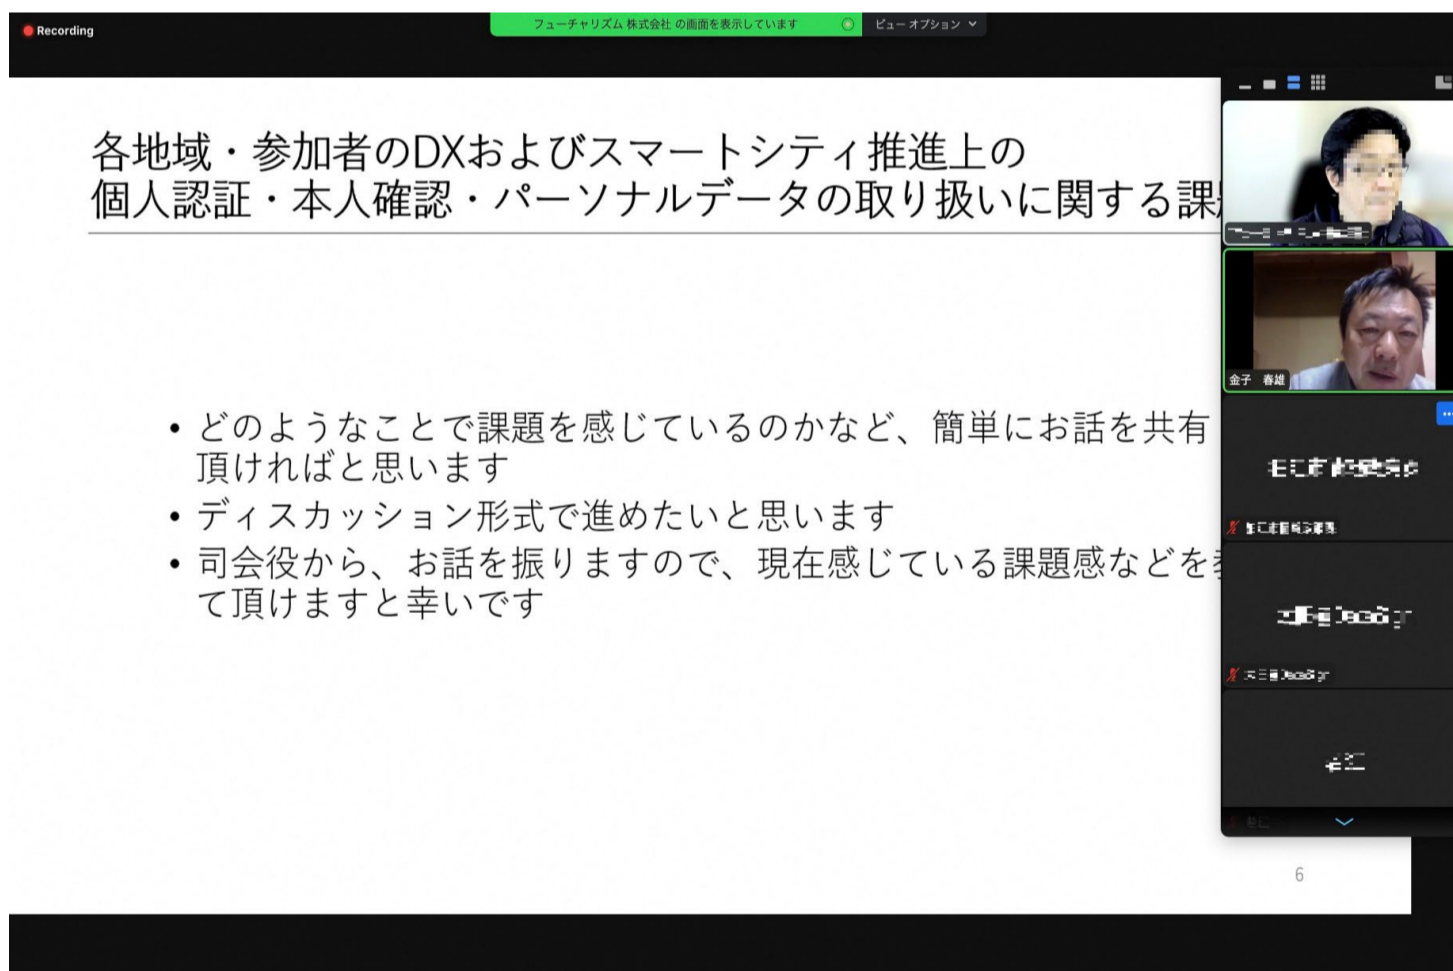 Recording
フューチャリズム 株式会社 の画面を表示しています
ビュー オプション
各地域・参加者のDXおよびスマートシティ推進上の
個人認証・本人確認・パーソナルデータの取り扱いに関する課
• どのようなことで課題を感じているのかなど、簡単にお話を共有
頂ければと思います
• ディスカッション形式で進めたいと思います
• 司会役から、お話を振りますので、現在感じている課題感などを
て頂けますと幸いです
金子 春雄
6